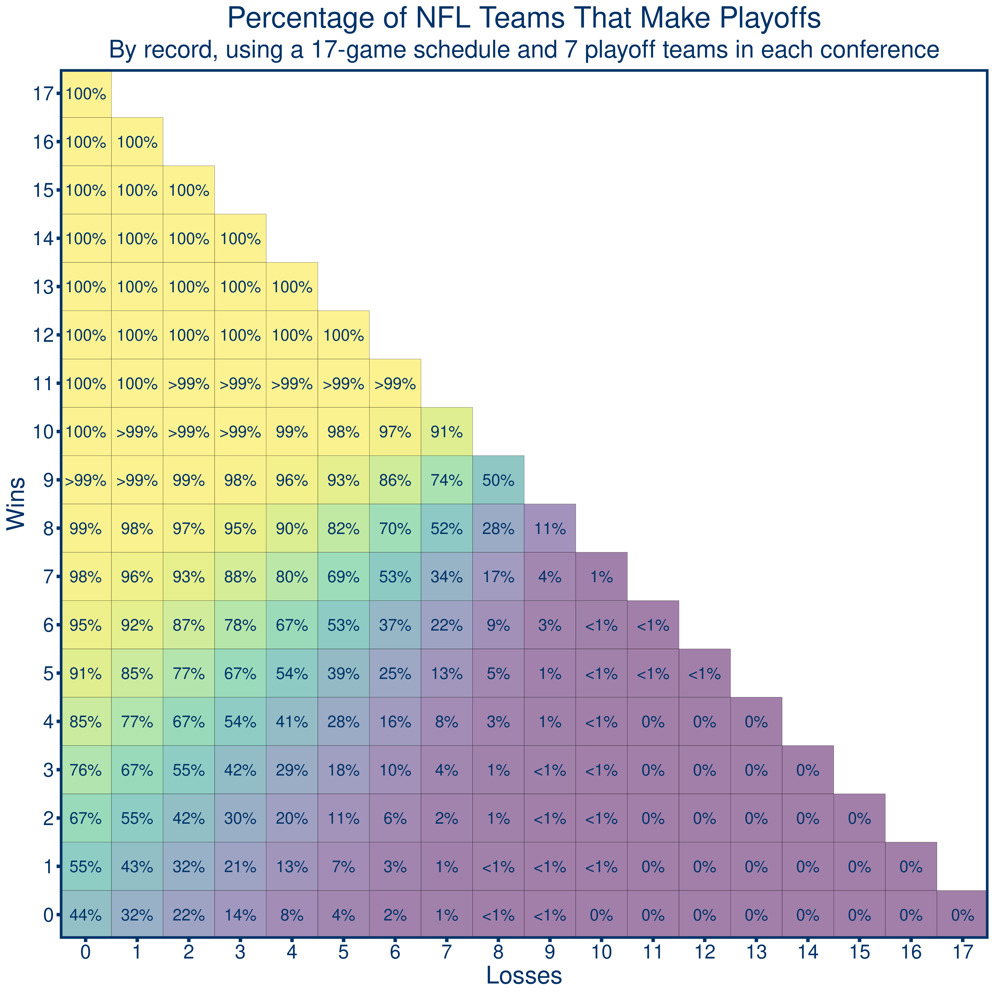 Percentage of NFL Teams That Make Playoffs
By record, using a 17-game schedule and 7 playoff teams in each conference
17 100%
16 100% 100%
15 100% 100% 100%
14 100% 100% 100% 100%
13 100% 100% 100% 100% 100%
12 100% 100% 100% 100% 100% 100%
11 100% 100% >99% >99% >99% >99% >99%
10 100% >99% >99% >99% 99% 98% 97% 91%
9 >99% >99% 99% 98% 96% 93% 86% 74% 50%
Wins
8 99% 98% 97% 95% 90% 82% 70% 52% 28% 11%
7 98% 96% 93% 88% 80% 69% 53% 34% 17% 4% 1%
6 95% 92% 87% 78% 67% 53% 37% 22% 9% 3% <1% <1%
5 91% 85% 77% 67% 54% 39% 25% 13% 5% 1% <1% <1% <1%
4 85% 77% 67% 54% 41% 28% 16% 8% 3% 1% <1% 0% 0% 0%
3 76% 67% 55% 42% 29% 18% 10% 4% 1% <1% <1% 0% 0% 0% 0%
2 67% 55% 42% 30% 20% 11% 6% 2% 1% <1% <1% 0% 0% 0% 0% 0%
1 55% 43% 32% 21% 13% 7% 3% 1% <1% <1% <1% 0% 0% 0% 0% 0% 0%
0 44% 32% 22% 14% 8% 4% 2% 1% <1% <1% 0% 0% 0% 0% 0% 0% 0% 0%
0 1 2 3 4 5 6 7 8 9 10 11 12 13 14 15 16 17
Losses